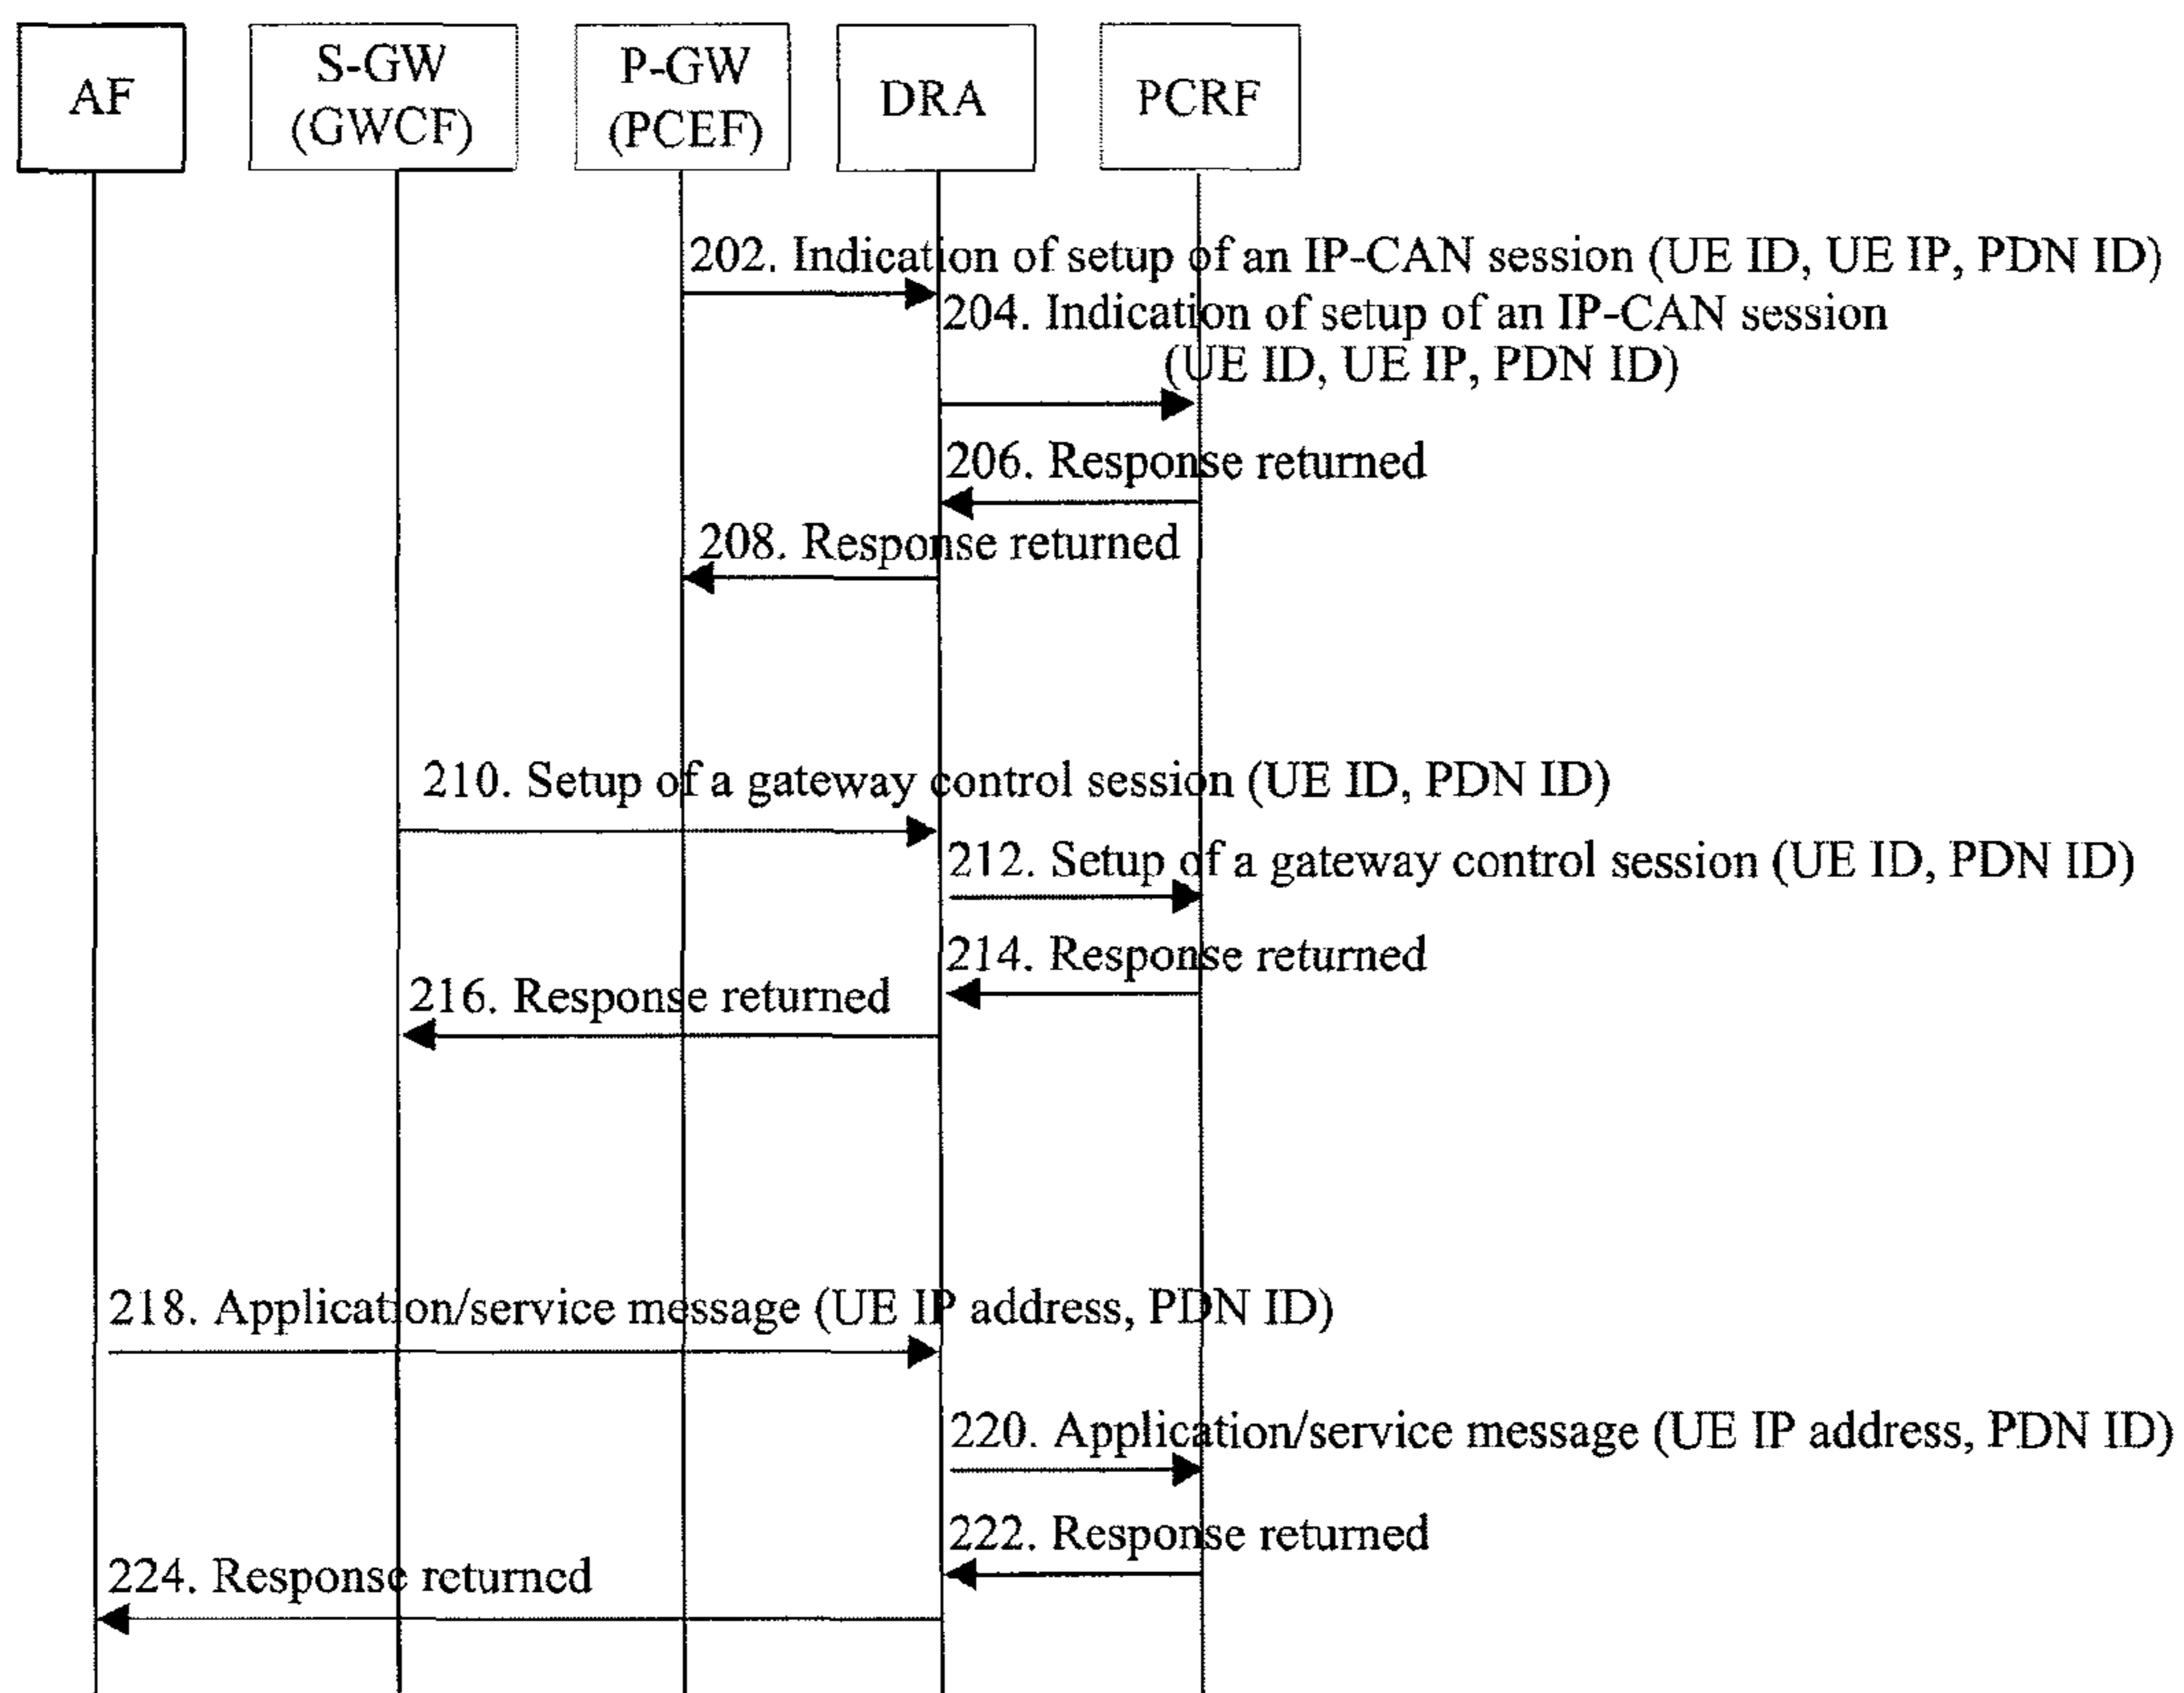 AF
S-GW
(GWCF)
P-GW
(PCEF)
DRA
PCRF
202. Indication of setup of an IP-CAN session (UE ID, UE IP, PDN ID)
204. Indication of setup of an IP-CAN session
(UE ID, UE IP, PDN ID)
206. Response returned
208. Response returned
210. Setup of a gateway control session (UE ID, PDN ID)
212. Setup of a gateway control session (UE ID, PDN ID)
214. Response returned
216. Response returned
218. Application/service message (UE IP address, PDN ID)
220. Application/service message (UE IP address, PDN ID)
222. Response returned
224. Response returned